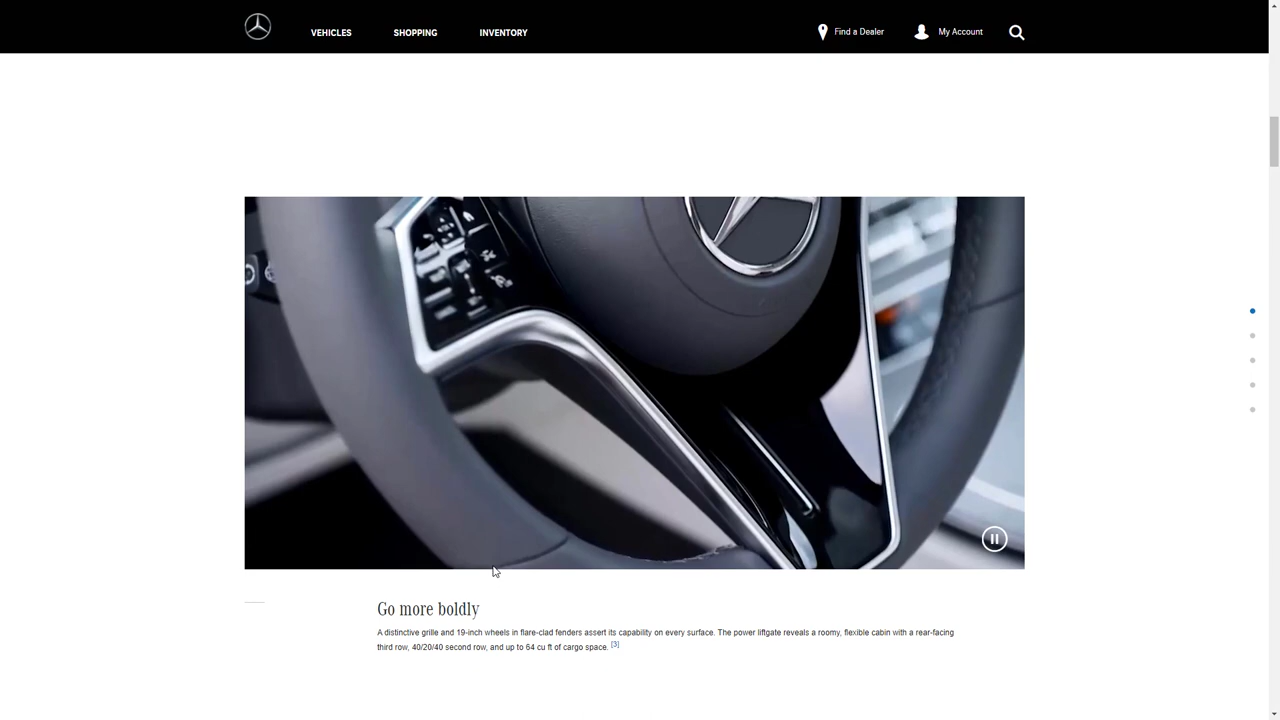 VEHICLES SHOPPING INVENTORY Find a Dealer My Account
Go more boldly
A distinctive grille and 19-inch wheels in flare-clad fenders assert its capability on every surface. The power liftgate reveals a roomy, flexible cabin with a rear-facing
third row, 40/20/40 second row, and up to 64 cu ft of cargo space. [3]